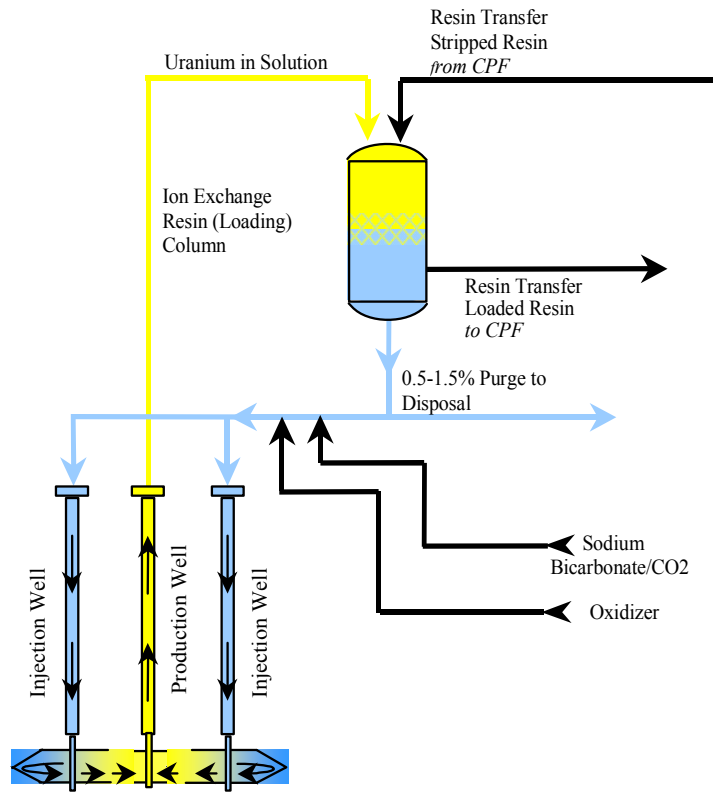 Resin Transfer
Stripped Resin
from CPF
Uranium in Solution
Ion Exchange
Resin (Loading)
Column
Resin Transfer
Loaded Resin
to CPF
0.5-1.5% Purge to
Disposal
Sodium
Bicarbonate/CO2
Oxidizer
Injection Well
Production Well
Injection Well